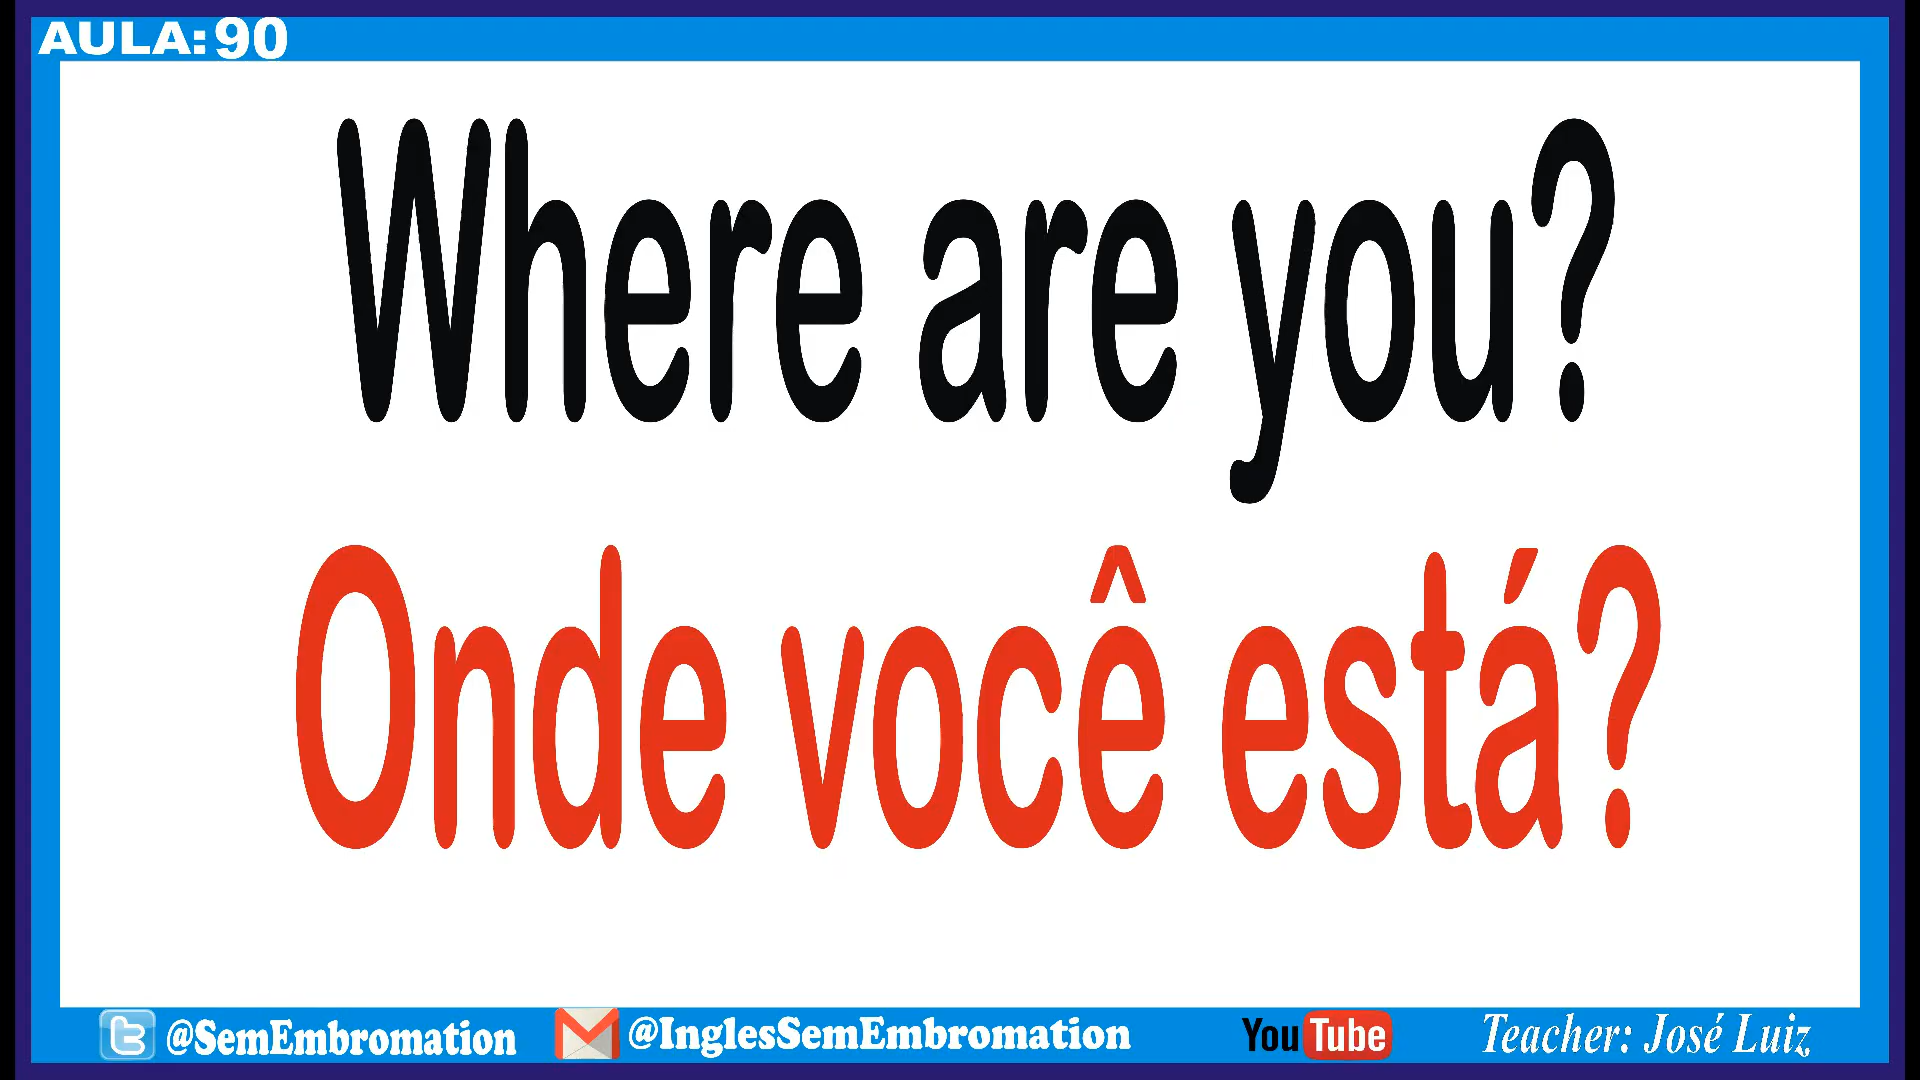 AULA: 90
Where are you?
Onde você está?
@SemEmbromation @InglesSemEmbromation YouTube Teacher: José Luiz